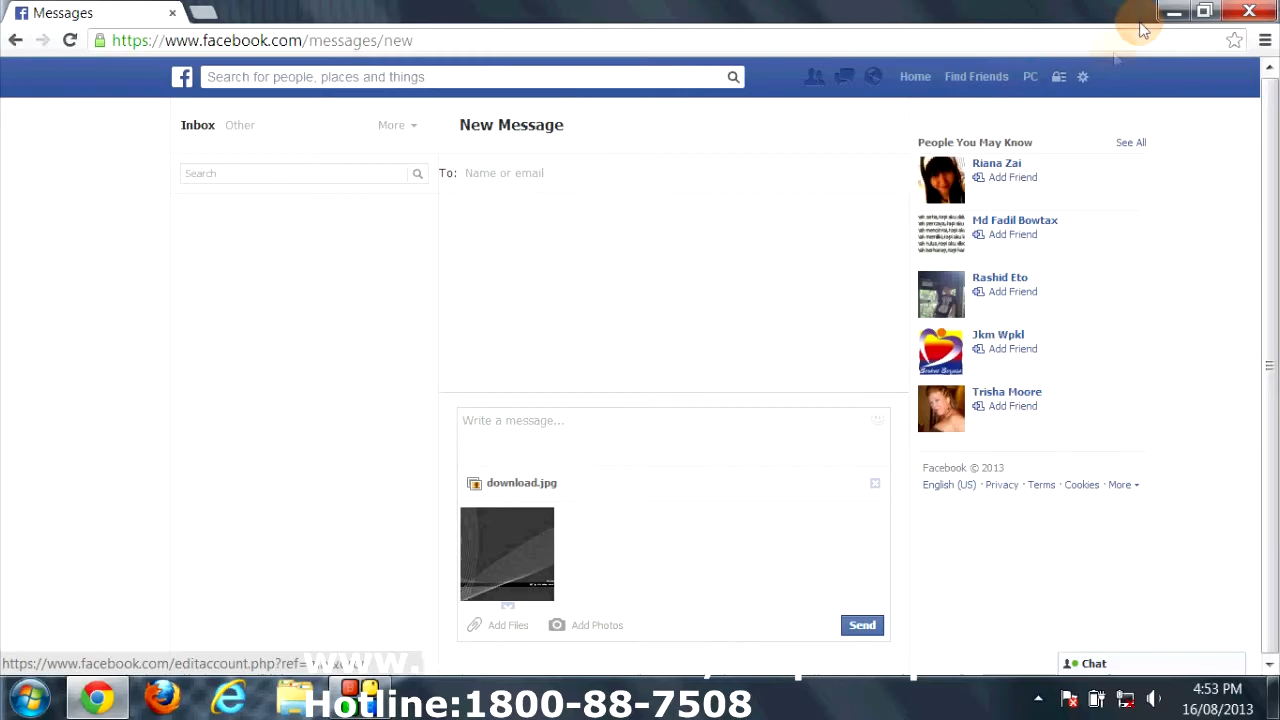 Messages
https://www.facebook.com/messages/new
Search for people, places and things
Home
Find Friends
PC
Inbox
Other
More
New Message
People You May Know
See All
Search
To:
Name or email
Riana Zai
Add Friend
Md Fadil Bowtax
Add Friend
Rashid Eto
Add Friend
Jkm Wpkl
Add Friend
Trisha Moore
Add Friend
Write a message...
Facebook © 2013
English (US) · Privacy · Terms · Cookies · More
download.jpg
Add Files
Add Photos
Send
https://www.facebook.com/editaccount.php?ref=
www.
Chat
Hotline:1800-88-7508
4:53 PM
16/08/2013